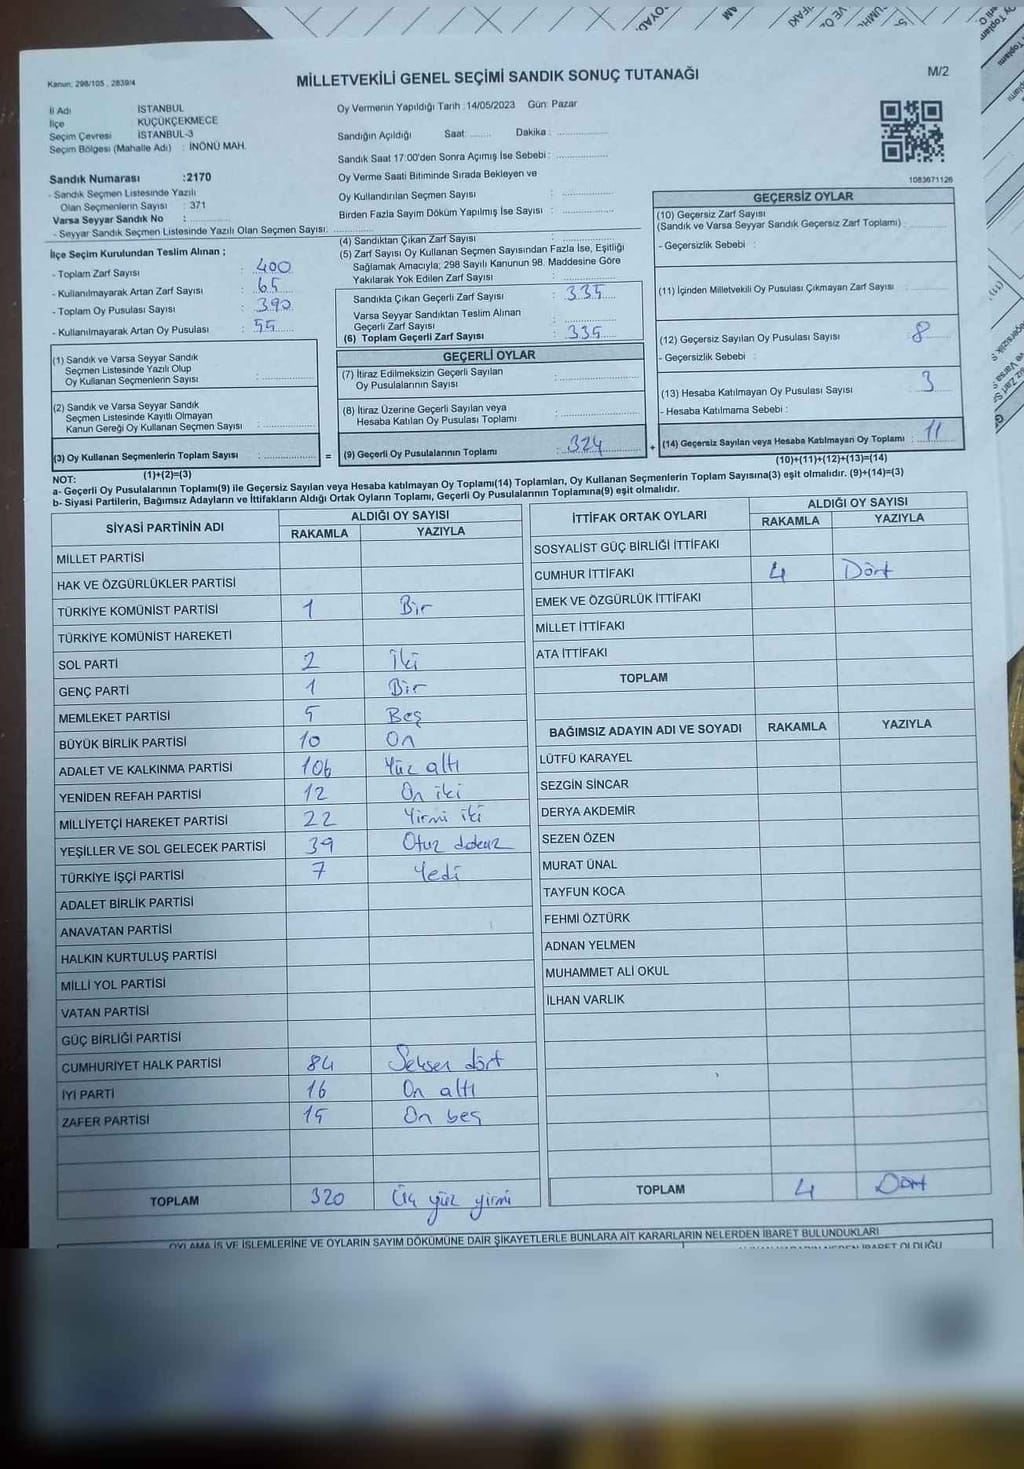 Kanun: 298/105 , 2839/4
MİLLETVEKİLİ GENEL SEÇİMİ SANDIK SONUÇ TUTANAĞI
M/2
İl Adı : İSTANBUL
İlçe : KÜÇÜKÇEKMECE
Seçim Çevresi : İSTANBUL-3
Seçim Bölgesi (Mahalle Adı) : İNÖNÜ MAH.
Sandık Numarası :2170
- Sandık Seçmen Listesinde Yazılı
Olan Seçmenlerin Sayısı : 371
Varsa Seyyar Sandık No :
- Seyyar Sandık Seçmen Listesinde Yazılı Olan Seçmen Sayısı:
Oy Vermenin Yapıldığı Tarih :14/05/2023 Gün: Pazar
Sandığın Açıldığı Saat: Dakika :
Sandık Saat 17:00'den Sonra Açımış İse Sebebi :
Oy Verme Saati Bitiminde Sırada Bekleyen ve
Oy Kullandırılan Seçmen Sayısı :
Birden Fazla Sayım Döküm Yapılmış İse Sayısı :
1083671126
İlçe Seçim Kurulundan Teslim Alınan ;
- Toplam Zarf Sayısı : 400
- Kullanılmayarak Artan Zarf Sayısı : 65
- Toplam Oy Pusulası Sayısı : 390
- Kullanılmayarak Artan Oy Pusulası : 55
(4) Sandıktan Çıkan Zarf Sayısı :
(5) Zarf Sayısı Oy Kullanan Seçmen Sayısından Fazla İse, Eşitliği
Sağlamak Amacıyla; 298 Sayılı Kanunun 98. Maddesine Göre
Yakılarak Yok Edilen Zarf Sayısı :
Sandıkta Çıkan Geçerli Zarf Sayısı : 335
Varsa Seyyar Sandıktan Teslim Alınan
Geçerli Zarf Sayısı :
(6) Toplam Geçerli Zarf Sayısı : 335
GEÇERSİZ OYLAR
(10) Geçersiz Zarf Sayısı
(Sandık ve Varsa Seyyar Sandık Geçersiz Zarf Toplamı) :
- Geçersizlik Sebebi :
(11) İçinden Milletvekili Oy Pusulası Çıkmayan Zarf Sayısı :
(12) Geçersiz Sayılan Oy Pusulası Sayısı : 8
- Geçersizlik Sebebi :
(13) Hesaba Katılmayan Oy Pusulası Sayısı : 3
- Hesaba Katılmama Sebebi :
(14) Geçersiz Sayılan veya Hesaba Katılmayan Oy Toplamı : 11
(10)+(11)+(12)+(13)=(14)
(1) Sandık ve Varsa Seyyar Sandık
Seçmen Listesinde Yazılı Olup
Oy Kullanan Seçmenlerin Sayısı :
(2) Sandık ve Varsa Seyyar Sandık
Seçmen Listesinde Kayıtlı Olmayan
Kanun Gereği Oy Kullanan Seçmen Sayısı :
(3) Oy Kullanan Seçmenlerin Toplam Sayısı : =
(1)+(2)=(3)
GEÇERLİ OYLAR
(7) İtiraz Edilmeksizin Geçerli Sayılan
Oy Pusulalarının Sayısı :
(8) İtiraz Üzerine Geçerli Sayılan veya
Hesaba Katılan Oy Pusulası Toplamı :
(9) Geçerli Oy Pusulalarının Toplamı : 324 +
NOT:
a- Geçerli Oy Pusulalarının Toplamı(9) ile Geçersiz Sayılan veya Hesaba katılmayan Oy Toplamı(14) Toplamları, Oy Kullanan Seçmenlerin Toplam Sayısına(3) eşit olmalıdır. (9)+(14)=(3)
b- Siyasi Partilerin, Bağımsız Adayların ve İttifakların Aldığı Ortak Oyların Toplamı, Geçerli Oy Pusulalarının Toplamına(9) eşit olmalıdır.
SİYASİ PARTİNİN ADI ALDIĞI OY SAYISI
RAKAMLA YAZIYLA
MİLLET PARTİSİ
HAK VE ÖZGÜRLÜKLER PARTİSİ
TÜRKİYE KOMÜNİST PARTİSİ 1 Bir
TÜRKİYE KOMÜNİST HAREKETİ
SOL PARTİ 2 İki
GENÇ PARTİ 1 Bir
MEMLEKET PARTİSİ 5 Beş
BÜYÜK BİRLİK PARTİSİ 10 On
ADALET VE KALKINMA PARTİSİ 106 Yüz altı
YENİDEN REFAH PARTİSİ 12 On iki
MİLLİYETÇİ HAREKET PARTİSİ 22 Yirmi iki
YEŞİLLER VE SOL GELECEK PARTİSİ 39 Otuz dokuz
TÜRKİYE İŞÇİ PARTİSİ 7 Yedi
ADALET BİRLİK PARTİSİ
ANAVATAN PARTİSİ
HALKIN KURTULUŞ PARTİSİ
MİLLİ YOL PARTİSİ
VATAN PARTİSİ
GÜÇ BİRLİĞİ PARTİSİ
CUMHURİYET HALK PARTİSİ 84 Seksen dört
İYİ PARTİ 16 On altı
ZAFER PARTİSİ 15 On beş
TOPLAM 320 Üç yüz yirmi
İTTİFAK ORTAK OYLARI ALDIĞI OY SAYISI
RAKAMLA YAZIYLA
SOSYALİST GÜÇ BİRLİĞİ İTTİFAKI
CUMHUR İTTİFAKI 4 Dört
EMEK VE ÖZGÜRLÜK İTTİFAKI
MİLLET İTTİFAKI
ATA İTTİFAKI
TOPLAM
BAĞIMSIZ ADAYIN ADI VE SOYADI RAKAMLA YAZIYLA
LÜTFÜ KARAYEL
SEZGİN SİNCAR
DERYA AKDEMİR
SEZEN ÖZEN
MURAT ÜNAL
TAYFUN KOCA
FEHMİ ÖZTÜRK
ADNAN YELMEN
MUHAMMET ALİ OKUL
İLHAN VARLIK
TOPLAM 4 Dört
OYLAMA İŞ VE İŞLEMLERİNE VE OYLARIN SAYIM DÖKÜMÜNE DAİR ŞİKAYETLERLE BUNLARA AİT KARARLARIN NELERDEN İBARET BULUNDUKLARI
İBARET OLDUĞU